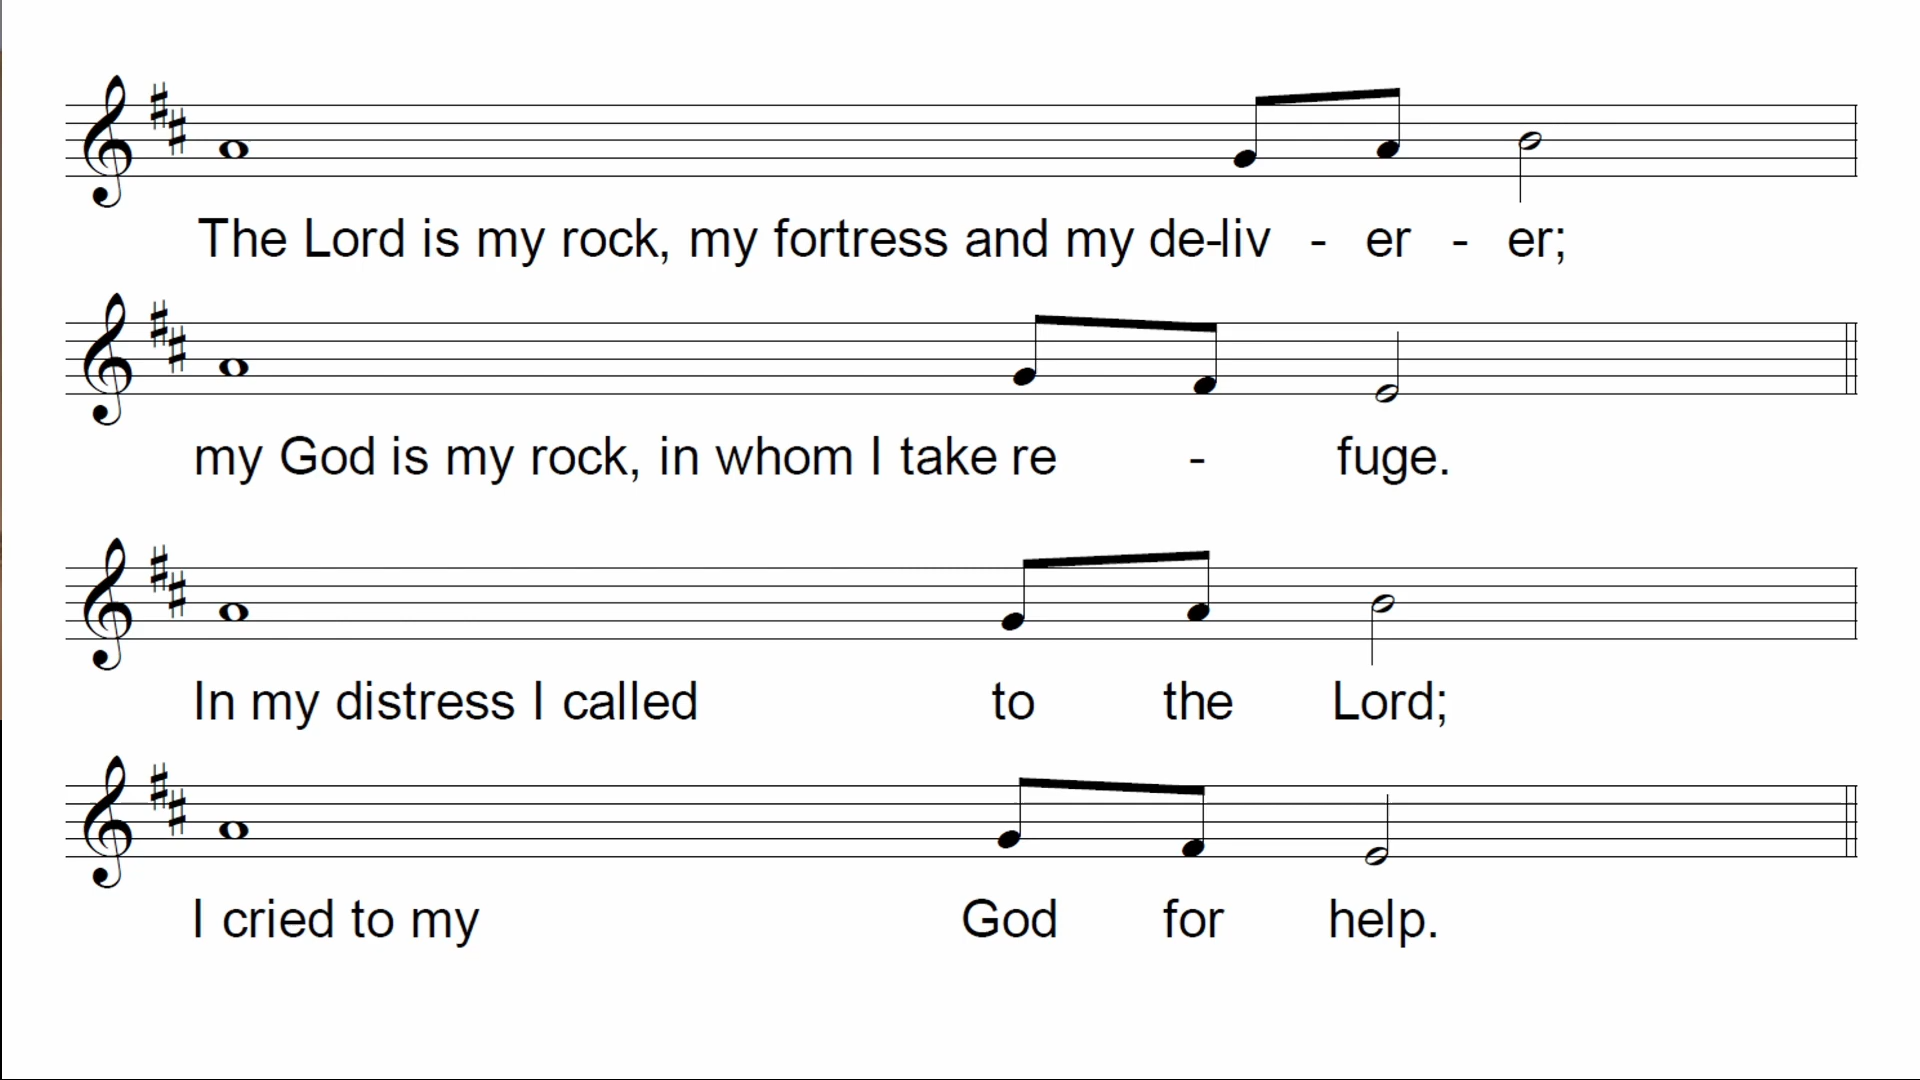 The Lord is my rock, my fortress and my de-liv - er - er;
my God is my rock, in whom I take re - fuge.
In my distress I called to the Lord;
I cried to my God for help.